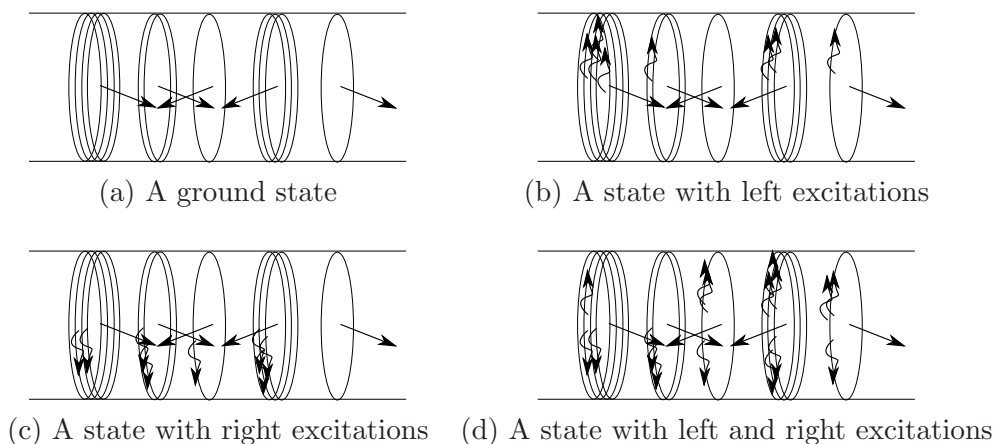 (a) A ground state
(b) A state with left excitations
(c) A state with right excitations
(d) A state with left and right excitations